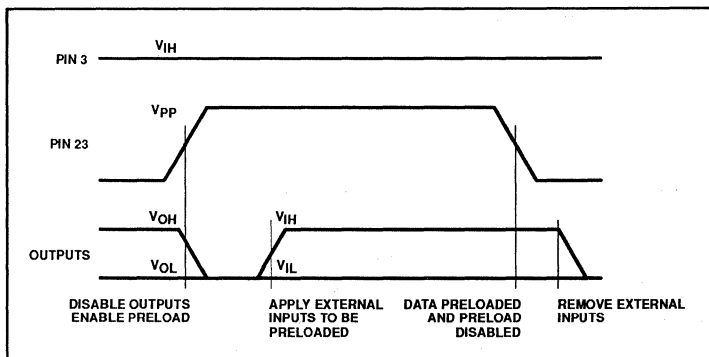 VIH
PIN 3
VPP
PIN 23
VOH
VIH
OUTPUTS
VOL
VIL
DISABLE OUTPUTS
ENABLE PRELOAD
APPLY EXTERNAL
INPUTS TO BE
PRELOADED
DATA PRELOADED
AND PRELOAD
DISABLED
REMOVE EXTERNAL
INPUTS